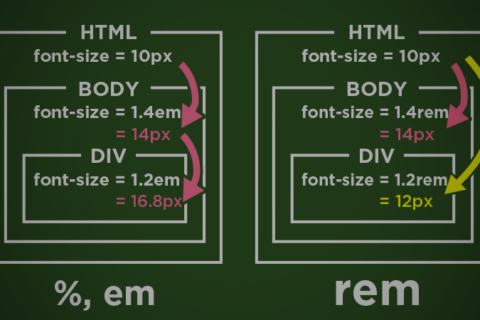 HTML
font-size = 10px
BODY
font-size = 1.4em
= 14px
DIV
font-size = 1.2em
= 16.8px
%, em
HTML
font-size = 10px
BODY
font-size = 1.4rem
= 14px
DIV
font-size = 1.2rem
= 12px
rem